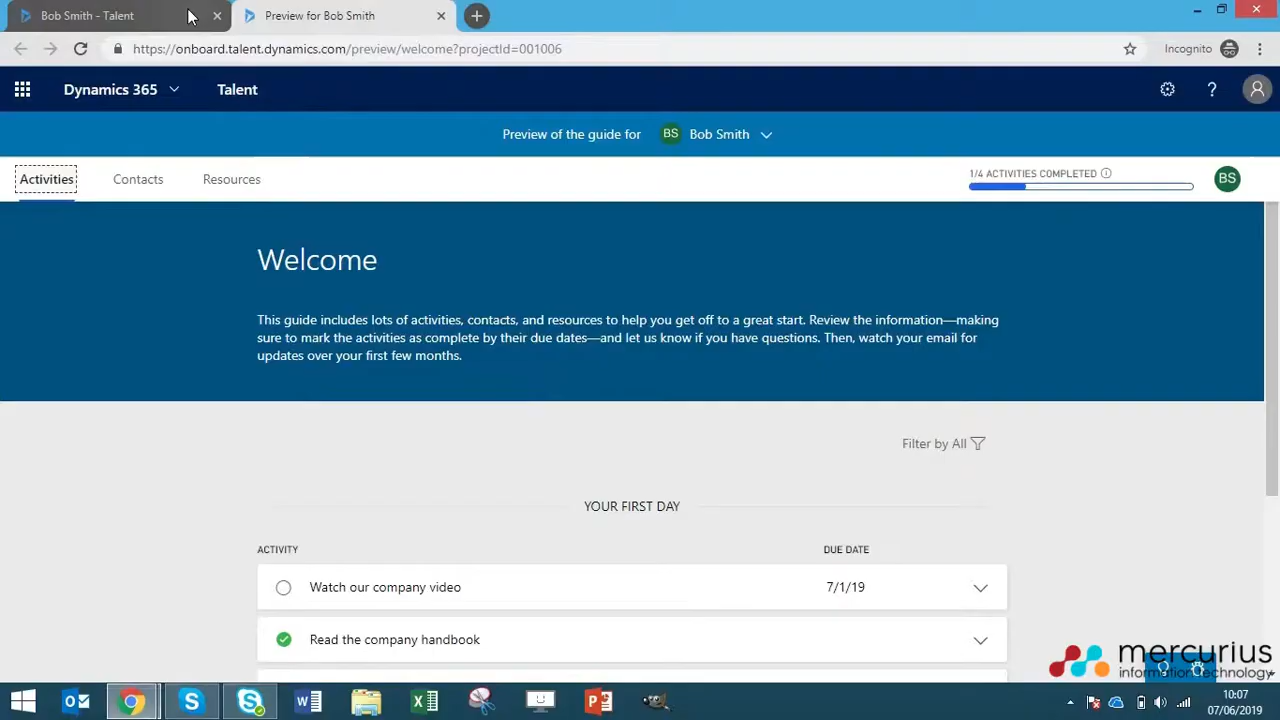 Bob Smith - Talent
Preview for Bob Smith
https://onboard.talent.dynamics.com/preview/welcome?projectId=001006
Incognito
Dynamics 365
Talent
?
Preview of the guide for BS Bob Smith
Activities
Contacts
Resources
1/4 ACTIVITIES COMPLETED
BS
Welcome
This guide includes lots of activities, contacts, and resources to help you get off to a great start. Review the information—making
sure to mark the activities as complete by their due dates—and let us know if you have questions. Then, watch your email for
updates over your first few months.
Filter by All
YOUR FIRST DAY
ACTIVITY
DUE DATE
Watch our company video
7/1/19
Read the company handbook
mercurius
information technology
10:07
07/06/2019